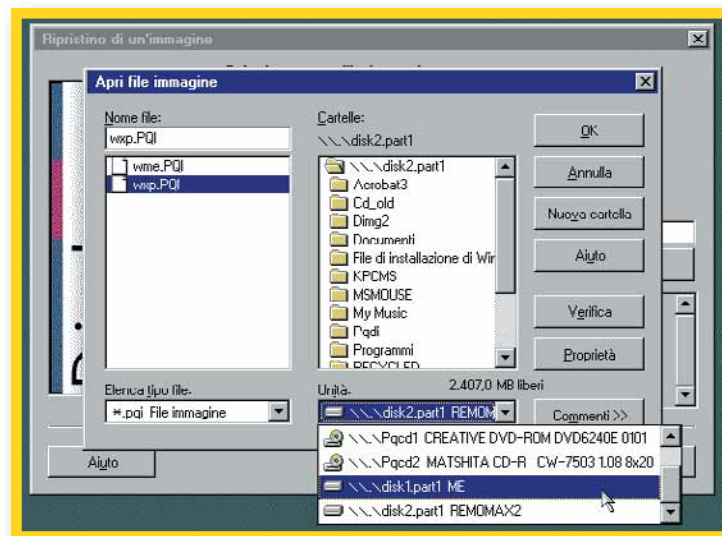 Ripristino di un'immagine
Apri file immagine
Nome file:
wxp.PQI
wme.PQI
wxp.PQI
Elenca tipo file:
*.pqi File immagine
Cartelle:
\\.\disk2.part1
\\.\disk2.part1
Acrobat3
Cd_old
Dimg2
Documenti
File di installazione di Wir
KPCMS
MSMOUSE
My Music
Pqdi
Programmi
RECYCLED
Unità:
2.407,0 MB liberi
\\.\disk2.part1 REMOM
\\.\Pqcd1 CREATIVE DVD-ROM DVD6240E 0101
\\.\Pqcd2 MATSHITA CD-R CW-7503 1.08 8x20
\\.\disk1.part1 ME
\\.\disk2.part1 REMOMAX2
OK
Annulla
Nuova cartella
Aiuto
Verifica
Proprietà
Commenti >>
Aiuto